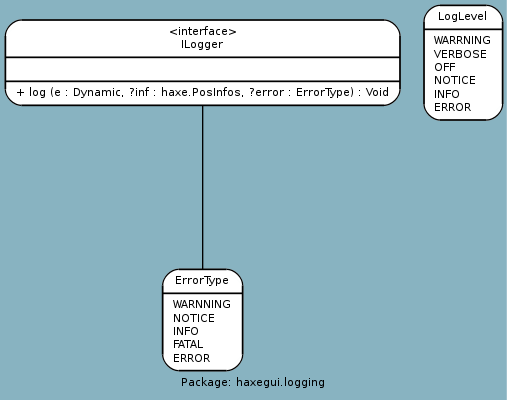 <interface>
ILogger
+ log (e : Dynamic, ?inf : haxe.PosInfos, ?error : ErrorType) : Void
LogLevel
WARRNING
VERBOSE
OFF
NOTICE
INFO
ERROR
ErrorType
WARNNING
NOTICE
INFO
FATAL
ERROR
Package: haxegui.logging